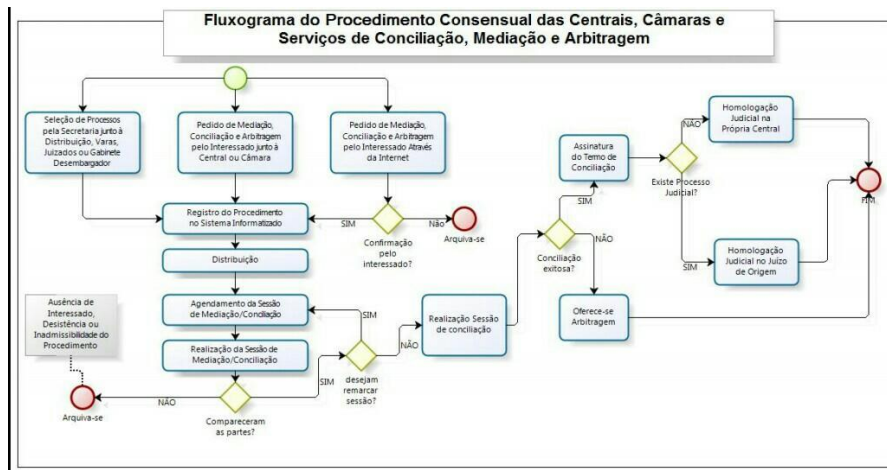 Fluxograma do Procedimento Consensual das Centrais, Câmaras e
Serviços de Conciliação, Mediação e Arbitragem
Seleção de Processos
pela Secretaria junto à
Distribuição, Varas,
Juizados ou Gabinete
Desembargador
Pedido de Mediação,
Conciliação e Arbitragem
pelo Interessado junto à
Central ou Câmara
Pedido de Mediação,
Conciliação e Arbitragem
pelo Interessado Através
da Internet
Registro do Procedimento
no Sistema Informatizado
SIM
Confirmação
pelo
interessado?
Não
Arquiva-se
Distribuição
Agendamento da Sessão
de Mediação/Conciliação
Realização da Sessão de
Mediação/Conciliação
Compareceram
as partes?
NÃO
Arquiva-se
Ausência de
Interessado,
Desistência ou
Inadmissibilidade do
Procedimento
SIM
desejam
remarcar
sessão?
SIM
NÃO
Realização Sessão
de conciliação
Conciliação
exitosa?
SIM
NÃO
Assinatura
do Termo de
Conciliação
Oferece-se
Arbitragem
Existe Processo
Judicial?
NÃO
SIM
Homologação
Judicial na
Própria Central
Homologação
Judicial no Juízo
de Origem
FIM